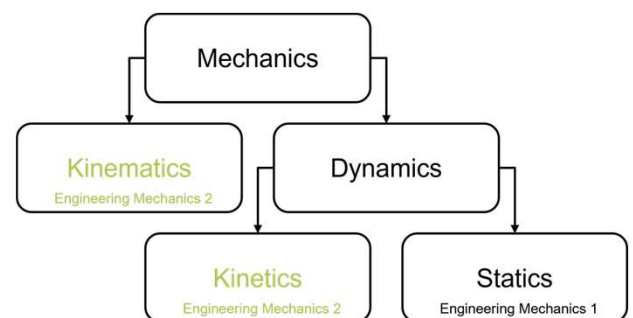 Mechanics
Kinematics
Engineering Mechanics 2
Dynamics
Kinetics
Engineering Mechanics 2
Statics
Engineering Mechanics 1